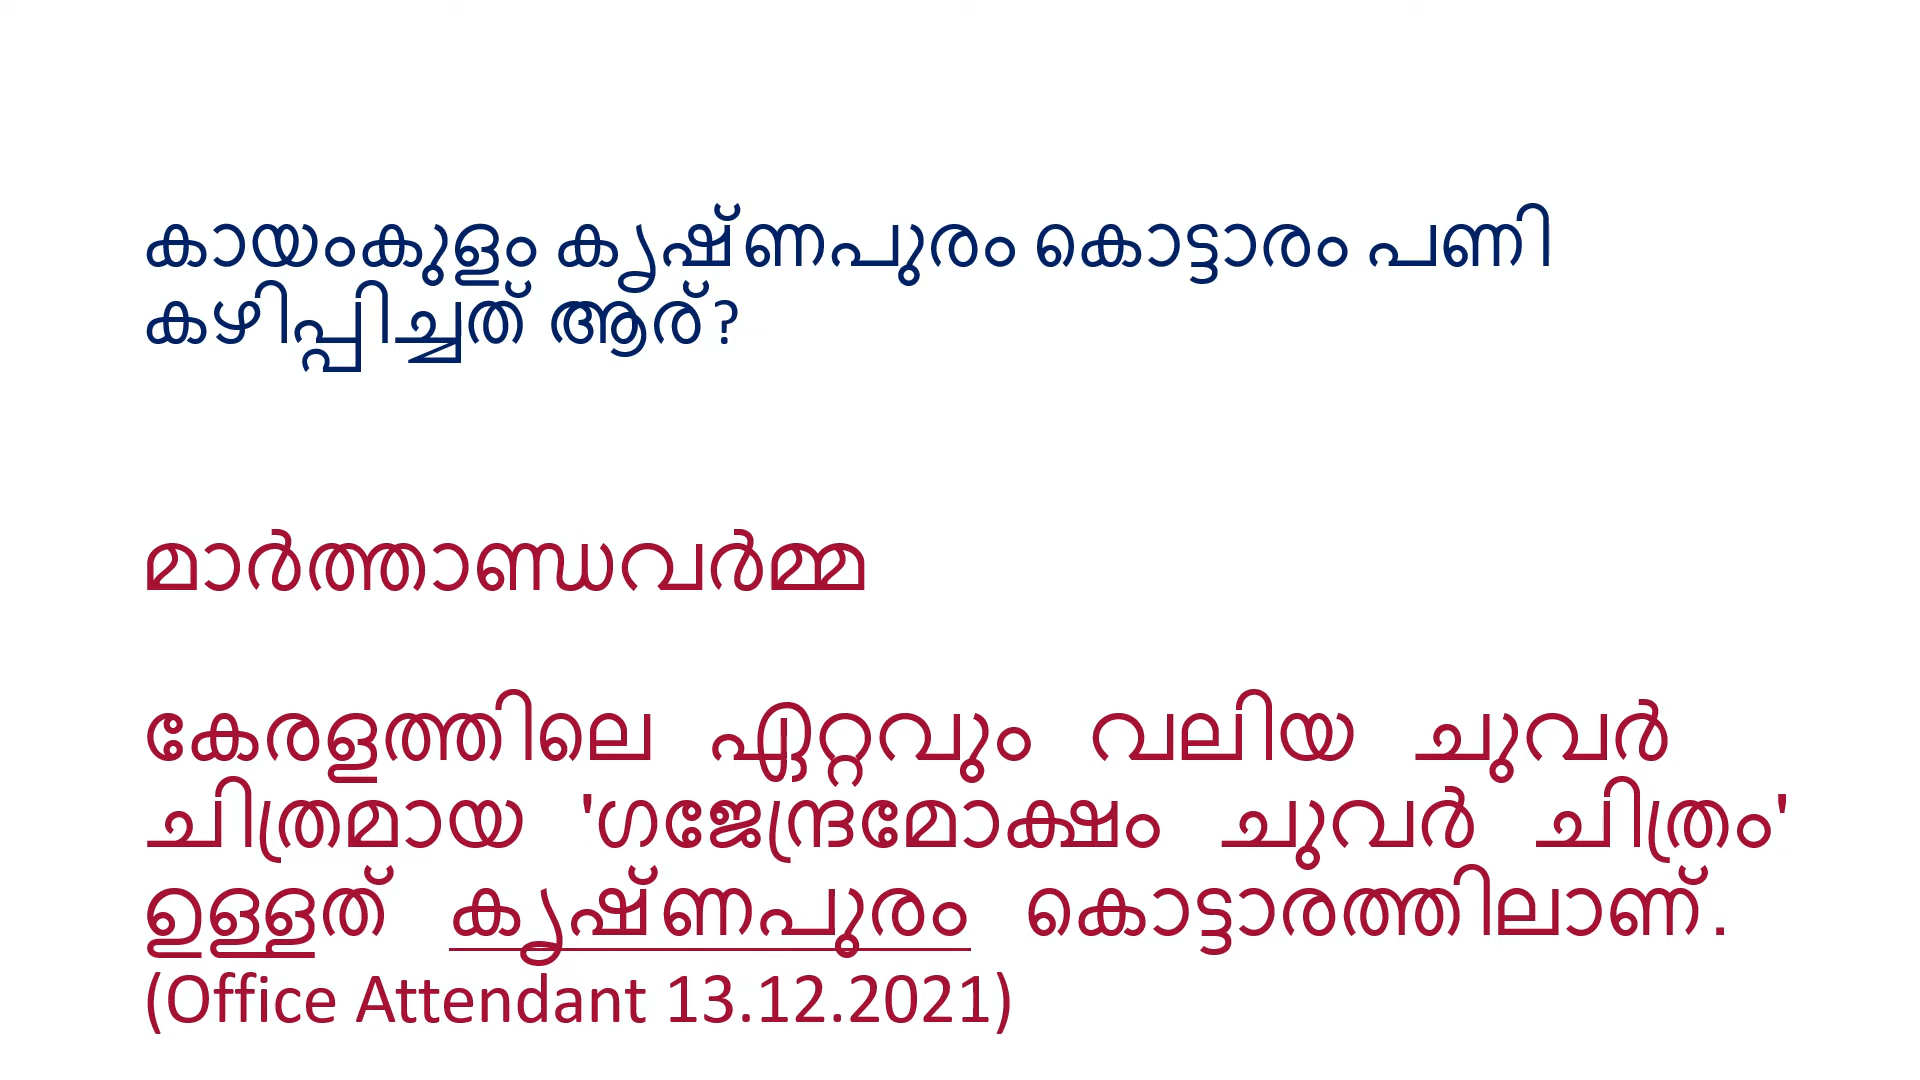 കായംകുളം കൃഷ്ണപുരം കൊട്ടാരം പണി
കഴിപ്പിച്ചത് ആര്?
മാർത്താണ്ഡവർമ്മ
കേരളത്തിലെ ഏറ്റവും വലിയ ചുവർ
ചിത്രമായ 'ഗജേന്ദ്രമോക്ഷം ചുവർ ചിത്രം'
ഉള്ളത് കൃഷ്ണപുരം കൊട്ടാരത്തിലാണ്.
(Office Attendant 13.12.2021)